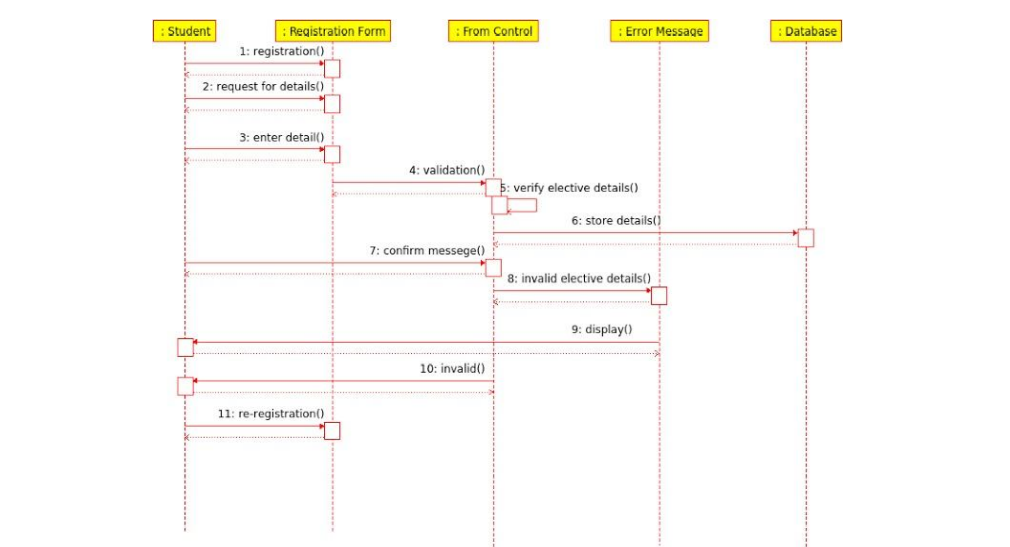 : Student
: Registration Form
: From Control
: Error Message
: Database
1: registration()
2: request for details()
3: enter detail()
4: validation()
5: verify elective details()
6: store details()
7: confirm messege()
8: invalid elective details()
9: display()
10: invalid()
11: re-registration()